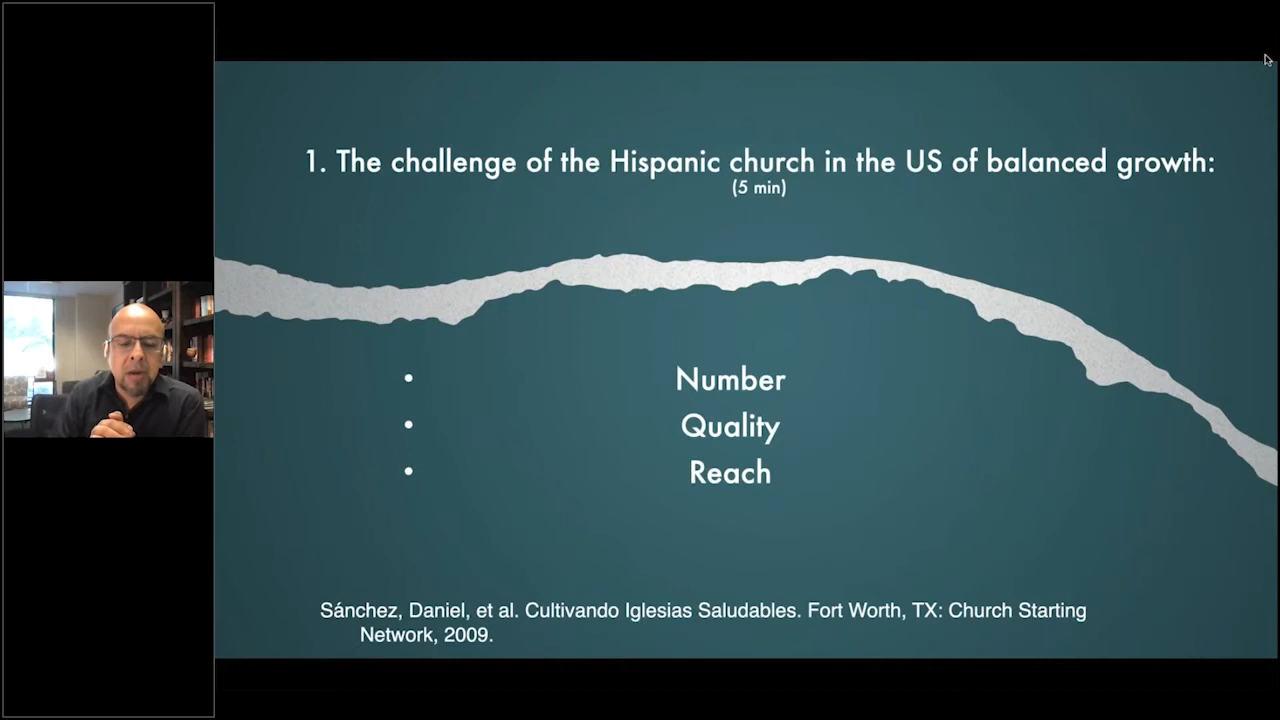 1. The challenge of the Hispanic church in the US of balanced growth:
(5 min)
• Number
• Quality
• Reach
Sánchez, Daniel, et al. Cultivando Iglesias Saludables. Fort Worth, TX: Church Starting
Network, 2009.